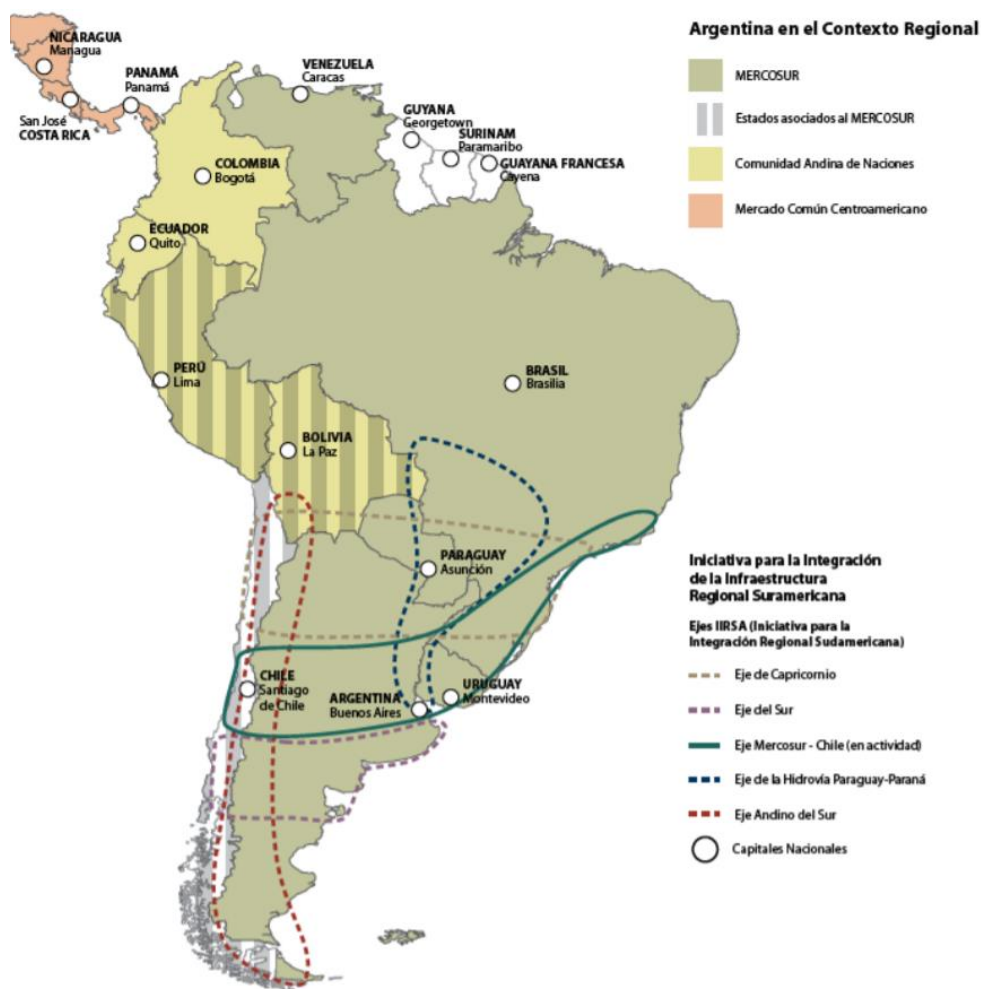 NICARAGUA
Managua
PANAMÁ
Panamá
San José
COSTA RICA
VENEZUELA
Caracas
GUYANA
Georgetown
SURINAM
Paramaribo
GUAYANA FRANCESA
Cayena
COLOMBIA
Bogotá
ECUADOR
Quito
PERÚ
Lima
BRASIL
Brasilia
BOLIVIA
La Paz
PARAGUAY
Asunción
CHILE
Santiago
de Chile
ARGENTINA
Buenos Aires
URUGUAY
Montevideo
Argentina en el Contexto Regional
MERCOSUR
Estados asociados al MERCOSUR
Comunidad Andina de Naciones
Mercado Común Centroamericano
Iniciativa para la Integración
de la Infraestructura
Regional Suramericana
Ejes IIRSA (Iniciativa para la
Integración Regional Sudamericana)
Eje de Capricornio
Eje del Sur
Eje Mercosur - Chile (en actividad)
Eje de la Hidrovía Paraguay-Paraná
Eje Andino del Sur
Capitales Nacionales